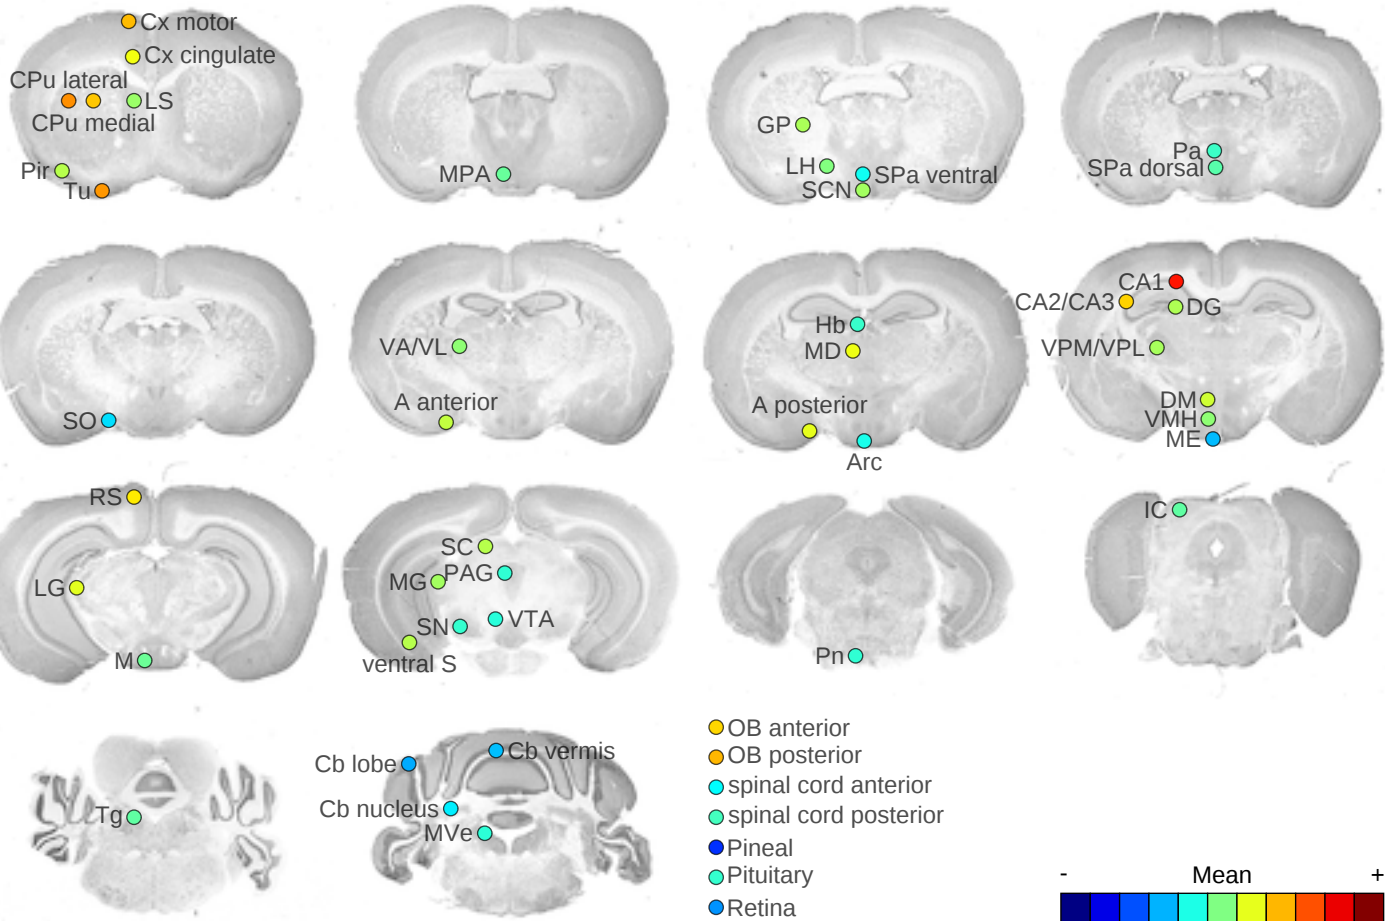 Cx motor
Cx cingulate
CPu lateral
LS
CPu medial
Pir
Tu
MPA
GP
LH
SPa ventral
SCN
Pa
SPa dorsal
SO
VA/VL
A anterior
Hb
MD
A posterior
Arc
CA1
CA2/CA3
DG
VPM/VPL
DM
VMH
ME
RS
LG
M
SC
MG
PAG
SN
VTA
ventral S
Pn
IC
Tg
Cb lobe
Cb vermis
Cb nucleus
MVe
OB anterior
OB posterior
spinal cord anterior
spinal cord posterior
Pineal
Pituitary
Retina
- Mean +